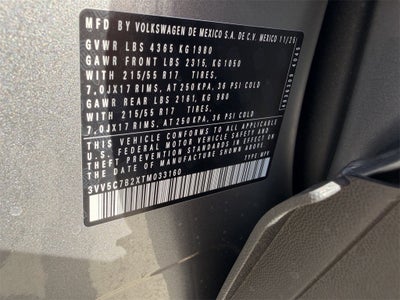 MFD BY VOLKSWAGEN DE MEXICO S.A. DE C.V. MEXICO 11/25
GVWR LBS 4365 KG 1980
GAWR FRONT LBS 2315, KG 1050
WITH 215/55 R17 TIRES,
7.0JX17 RIMS, AT 250 KPA, 36 PSI COLD
GAWR REAR LBS 2161, KG 980
WITH 215/55 R17 TIRES,
7.0JX17 RIMS, AT 250 KPA, 36 PSI COLD
THIS VEHICLE CONFORMS TO ALL APPLICABLE
U.S. FEDERAL MOTOR VEHICLE SAFETY AND
THEFT PREVENTION STANDARDS IN EFFECT ON THE
DATE OF MANUFACTURE SHOWN ABOVE.
3VV5C7B2XTM033160 TYPE MPV